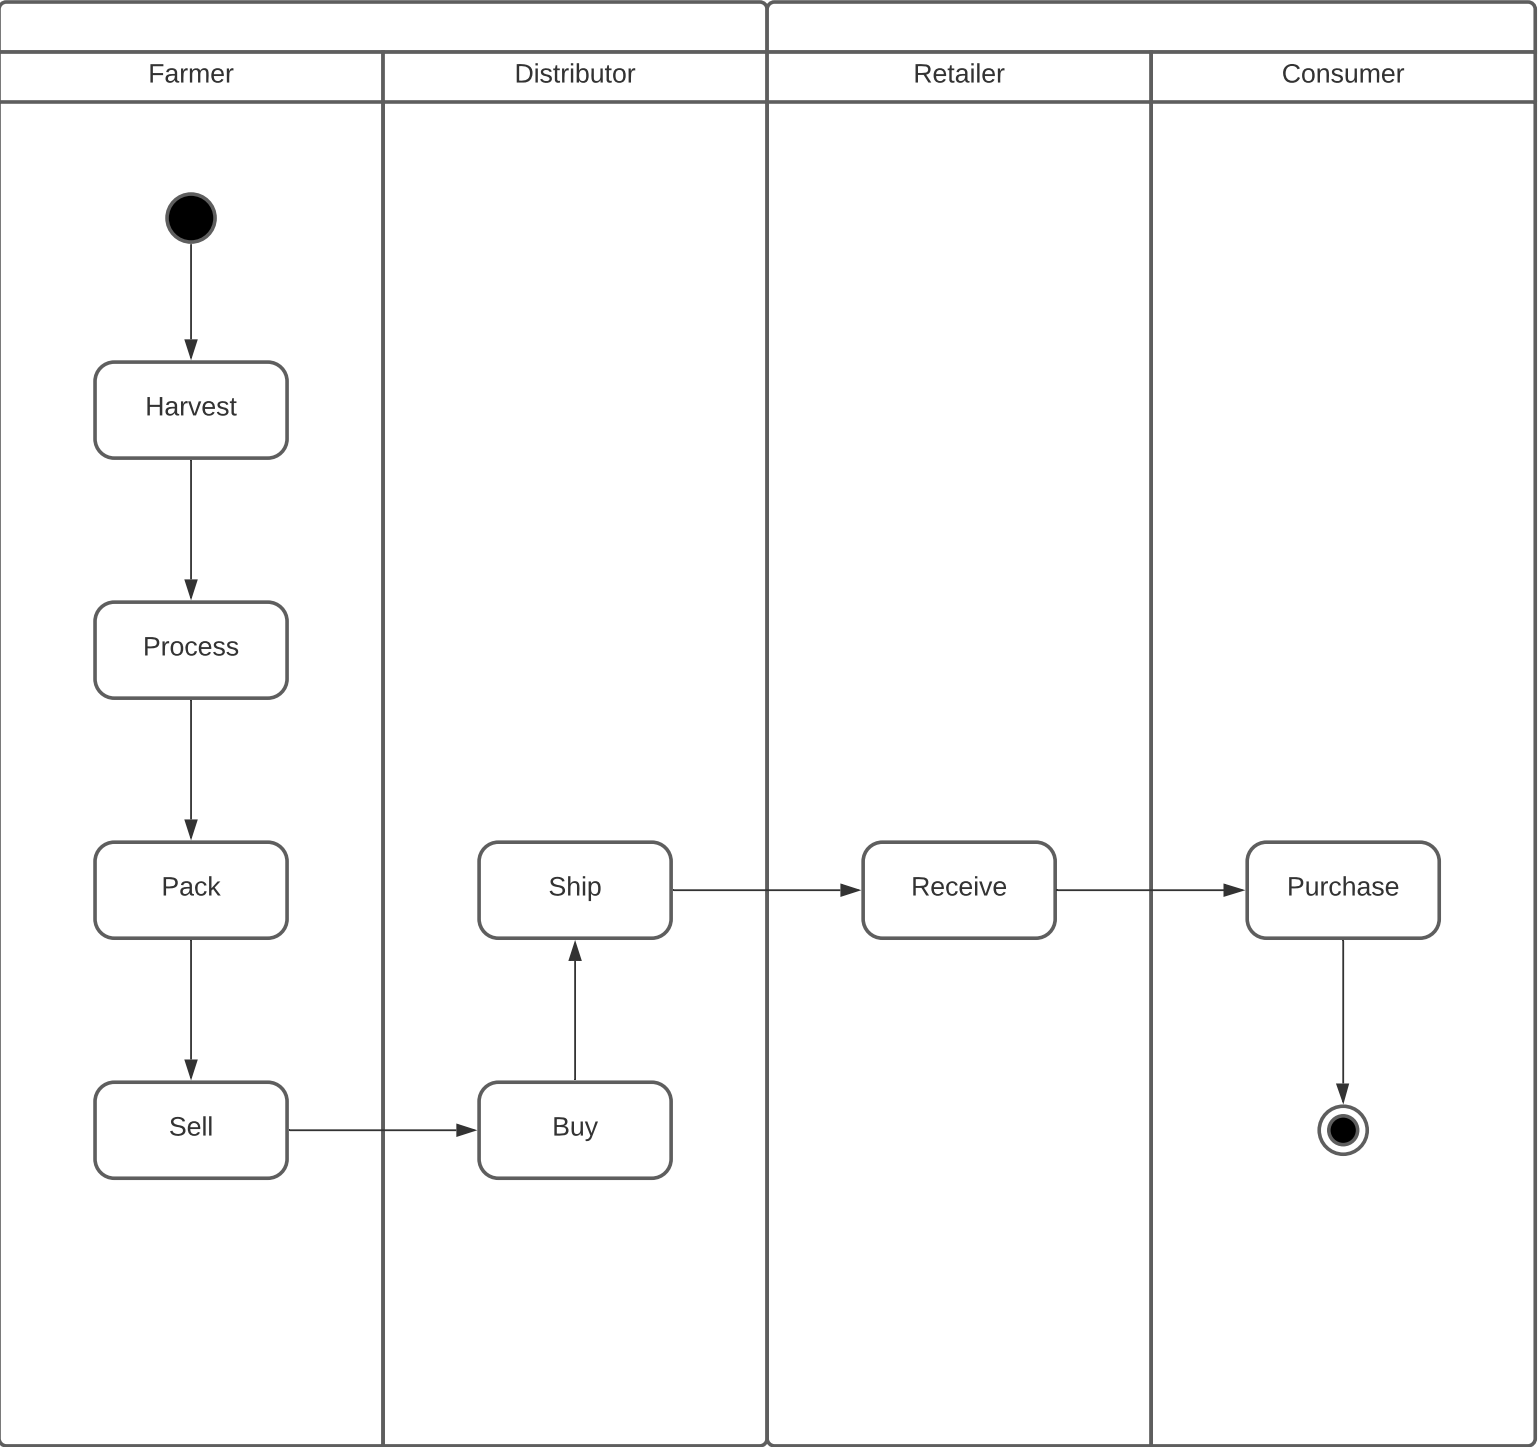 Farmer
Distributor
Retailer
Consumer
Harvest
Process
Pack
Ship
Receive
Purchase
Sell
Buy